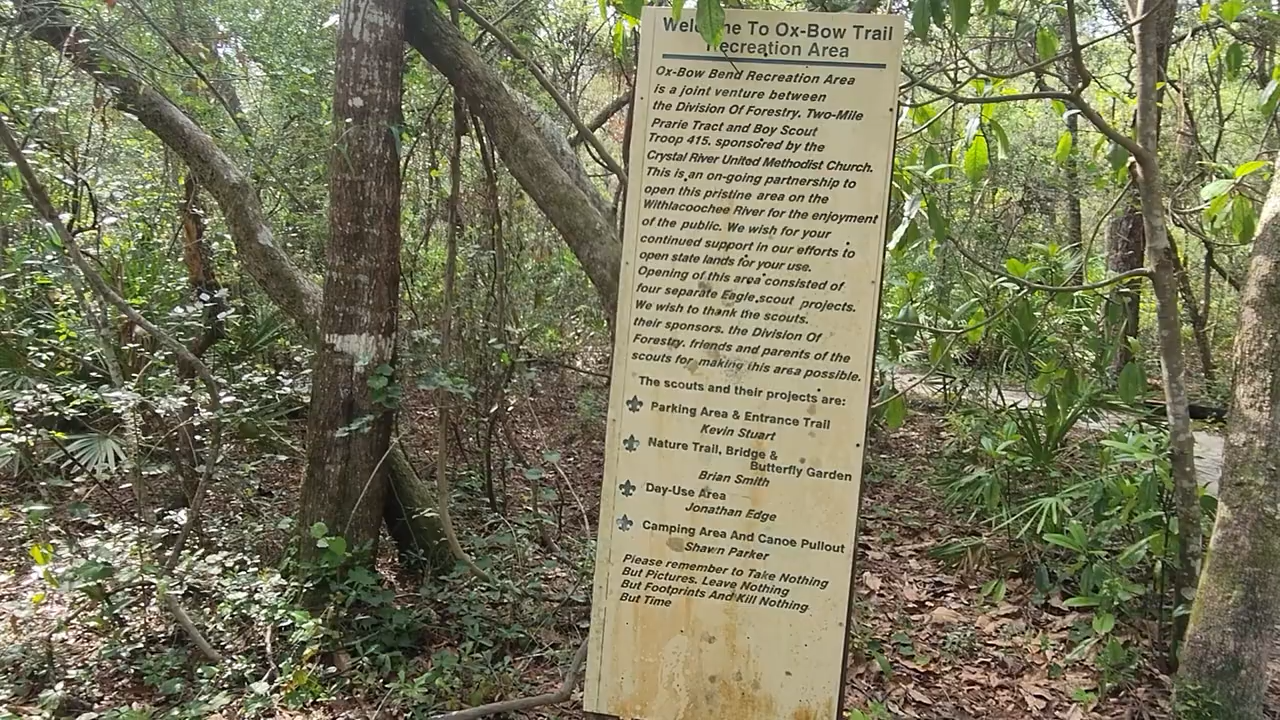 Welcome To Ox-Bow Trail
Recreation Area
Ox-Bow Bend Recreation Area
is a joint venture between
the Division Of Forestry. Two-Mile
Prarie Tract and Boy Scout
Troop 415. sponsored by the
Crystal River United Methodist Church.
This is an on-going partnership to
open this pristine area on the
Withlacoochee River for the enjoyment
of the public. We wish for your
continued support in our efforts to
open state lands for your use.
Opening of this area consisted of
four separate Eagle scout projects.
We wish to thank the scouts.
their sponsors. the Division Of
Forestry. friends and parents of the
scouts for making this area possible.
The scouts and their projects are:
Parking Area & Entrance Trail
Kevin Stuart
Nature Trail, Bridge &
Butterfly Garden
Brian Smith
Day-Use Area
Jonathan Edge
Camping Area And Canoe Pullout
Shawn Parker
Please remember to Take Nothing
But Pictures. Leave Nothing
But Footprints And Kill Nothing
But Time